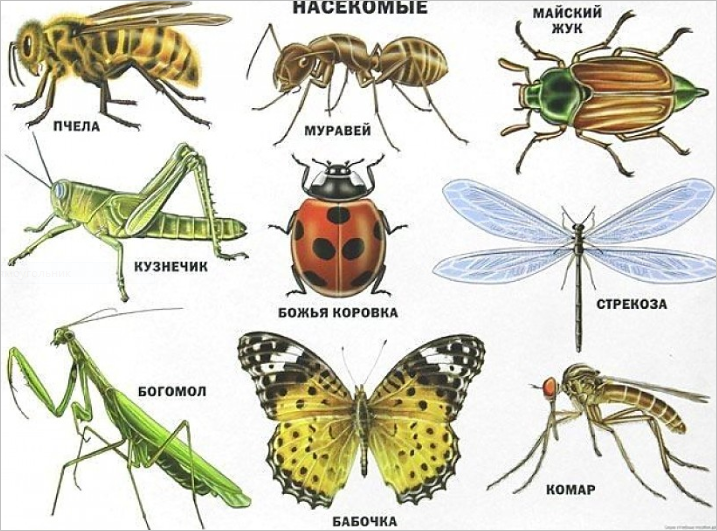 НАСЕКОМЫЕ
МАЙСКИЙ
ЖУК
ПЧЕЛА
МУРАВЕЙ
КУЗНЕЧИК
БОЖЬЯ КОРОВКА
СТРЕКОЗА
БОГОМОЛ
КОМАР
БАБОЧКА